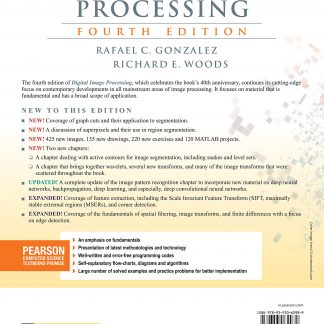 PROCESSING
FOURTH EDITION
RAFAEL C. GONZALEZ
RICHARD E. WOODS
The fourth edition of Digital Image Processing, which celebrates the book's 40th anniversary, continues its cutting-edge
focus on contemporary developments in all mainstream areas of image processing. It focuses on material that is
fundamental and has a broad scope of application.
NEW TO THIS EDITION
NEW! Coverage of graph cuts and their application to segmentation.
NEW! A discussion of superpixels and their use in region segmentation.
NEW! 425 new images, 135 new drawings, 220 new exercises and 120 MATLAB projects.
NEW! Two new chapters:
A chapter dealing with active contours for image segmentation, including snakes and level sets.
A chapter that brings together wavelets, several new transforms, and many of the image transforms that were
scattered throughout the book.
UPDATED! A complete update of the image pattern recognition chapter to incorporate new material on deep neural
networks, backpropagation, deep learning, and especially, deep convolutional neural networks.
EXPANDED! Coverage of feature extraction, including the Scale Invariant Feature Transform (SIFT, maximally
stable external regions (MSERs), and corner detection.
EXPANDED! Coverage of the fundamentals of spatial filtering, image transforms, and finite differences with a focus
on edge detection.
PEARSON
COMPUTER SCIENCE
TEXTBOOKS PROMISE
An emphasis on fundamentals
Presentation of latest methodologies and technology
Well-written and error-free programming codes
Self-explanatory flow-charts, diagrams and algorithms
Large number of solved examples and practice problems for better implementation
in.pearson.com